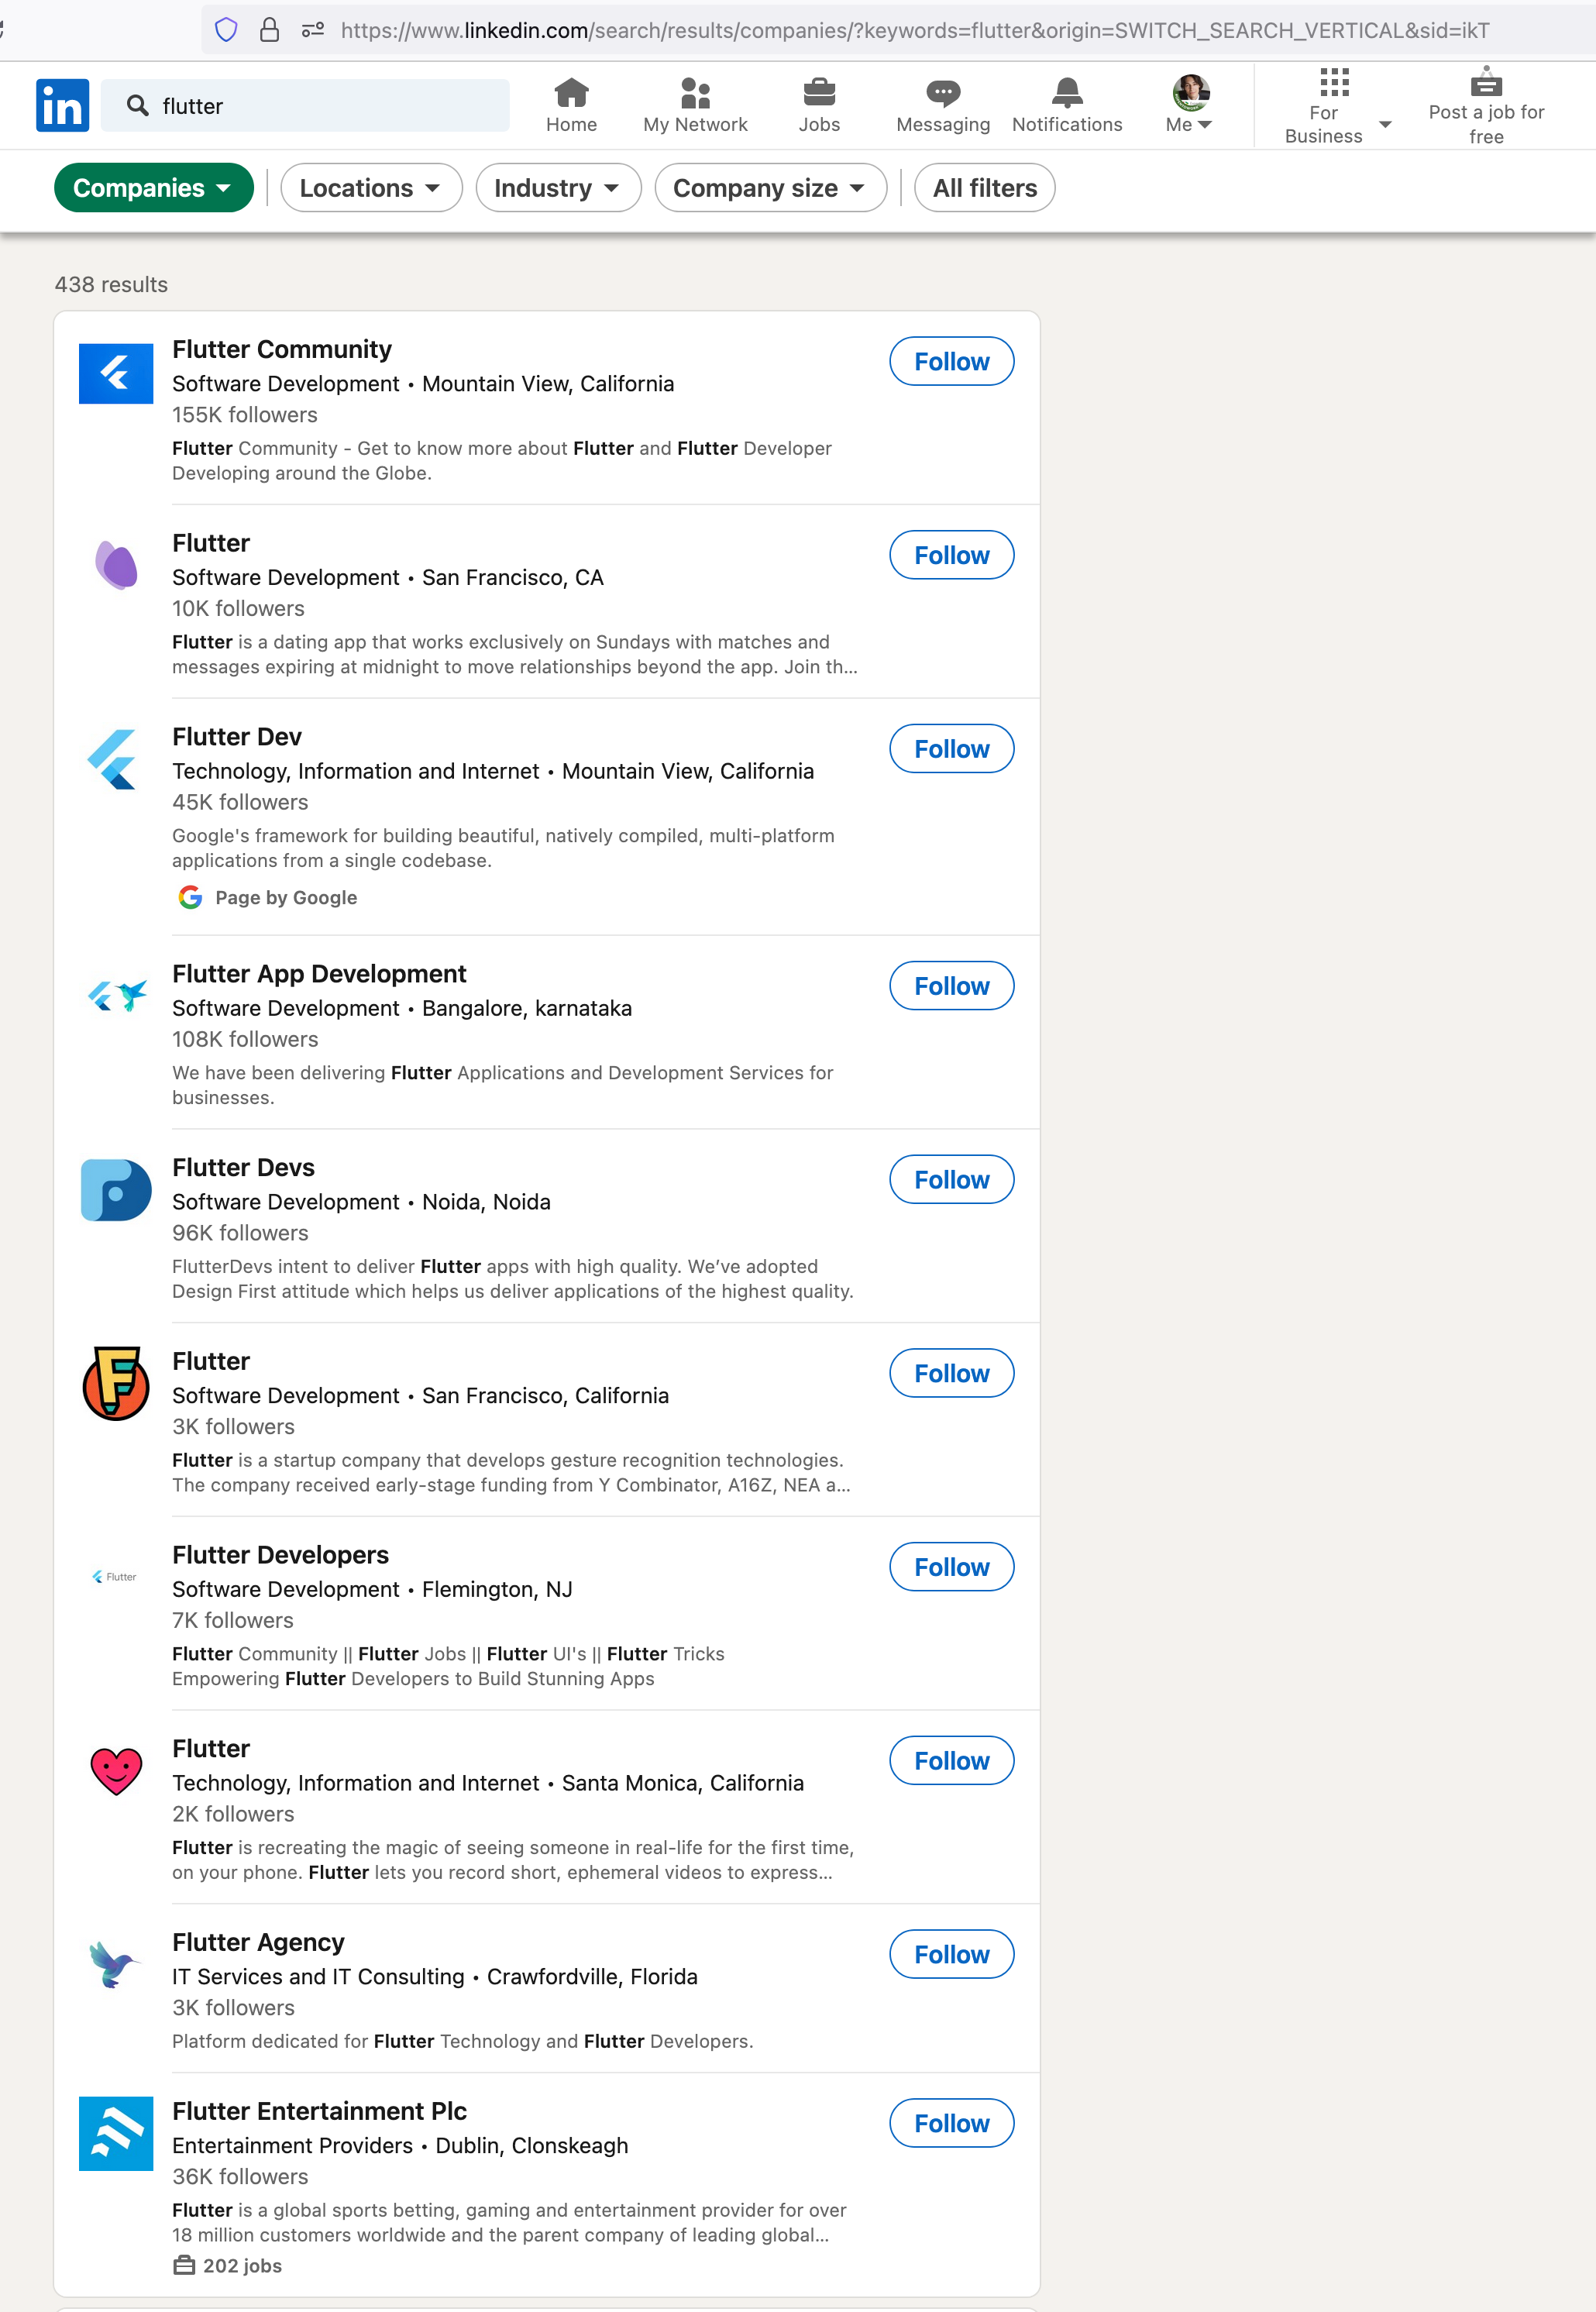 https://www.linkedin.com/search/results/companies/?keywords=flutter&origin=SWITCH_SEARCH_VERTICAL&sid=ikT
in
flutter
Home
My Network
Jobs
Messaging
Notifications
Me
For
Business
Post a job for
free
Companies
Locations
Industry
Company size
All filters
438 results
Flutter Community
Follow
Software Development • Mountain View, California
155K followers
Flutter Community - Get to know more about Flutter and Flutter Developer
Developing around the Globe.
Flutter
Follow
Software Development • San Francisco, CA
10K followers
Flutter is a dating app that works exclusively on Sundays with matches and
messages expiring at midnight to move relationships beyond the app. Join th...
Flutter Dev
Follow
Technology, Information and Internet • Mountain View, California
45K followers
Google's framework for building beautiful, natively compiled, multi-platform
applications from a single codebase.
Page by Google
Flutter App Development
Follow
Software Development • Bangalore, karnataka
108K followers
We have been delivering Flutter Applications and Development Services for
businesses.
Flutter Devs
Follow
Software Development • Noida, Noida
96K followers
FlutterDevs intent to deliver Flutter apps with high quality. We’ve adopted
Design First attitude which helps us deliver applications of the highest quality.
Flutter
Follow
Software Development • San Francisco, California
3K followers
Flutter is a startup company that develops gesture recognition technologies.
The company received early-stage funding from Y Combinator, A16Z, NEA a...
Flutter Developers
Follow
Flutter
Software Development • Flemington, NJ
7K followers
Flutter Community || Flutter Jobs || Flutter UI's || Flutter Tricks
Empowering Flutter Developers to Build Stunning Apps
Flutter
Follow
Technology, Information and Internet • Santa Monica, California
2K followers
Flutter is recreating the magic of seeing someone in real-life for the first time,
on your phone. Flutter lets you record short, ephemeral videos to express...
Flutter Agency
Follow
IT Services and IT Consulting • Crawfordville, Florida
3K followers
Platform dedicated for Flutter Technology and Flutter Developers.
Flutter Entertainment Plc
Follow
Entertainment Providers • Dublin, Clonskeagh
36K followers
Flutter is a global sports betting, gaming and entertainment provider for over
18 million customers worldwide and the parent company of leading global...
202 jobs